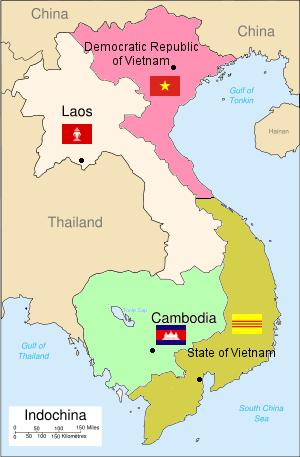 China
China
Democratic Republic
of Vietnam
Gulf of
Tonkin
Laos
Hainan
Thailand
Tonle Sap
Cambodia
Gulf of
Thailand
State of Vietnam
South China
Sea
Indochina
0 50 100 150 Miles
0 50 100 150 Kilomètres